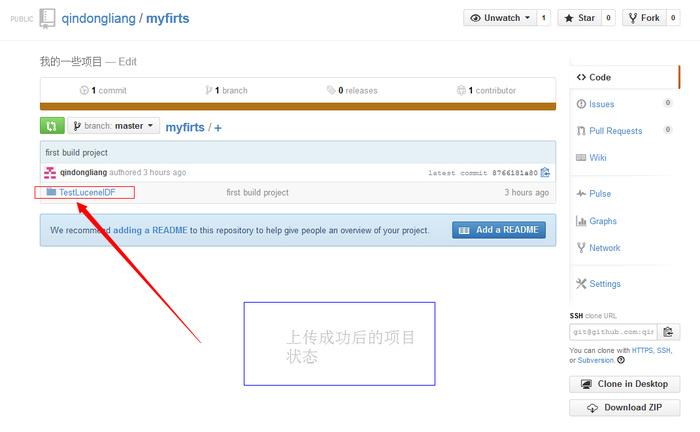 PUBLIC qindongliang / myfirts
Unwatch 1 Star 0 Fork 0
我的一些项目 — Edit
1 commit 1 branch 0 releases 1 contributor
branch: master myfirts / +
first build project
qindongliang authored 3 hours ago latest commit 8766181a80
TestLuceneIDF first build project 3 hours ago
We recommend adding a README to this repository to help give people an overview of your project. Add a README
上传成功后的项目
状态
Code
Issues 0
Pull Requests 0
Wiki
Pulse
Graphs
Network
Settings
SSH clone URL
git@github.com:qin
You can clone with HTTPS, SSH,
or Subversion.
Clone in Desktop
Download ZIP